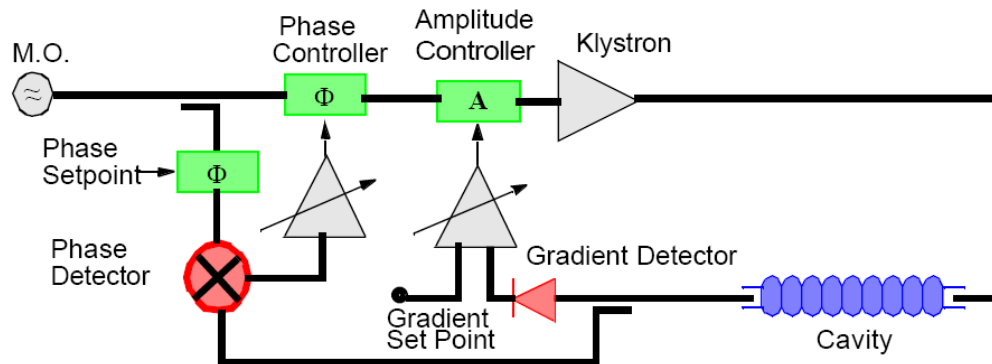 M.O.
Phase
Controller
Amplitude
Controller
Klystron
Φ
A
Phase
Setpoint
Φ
Phase
Detector
Gradient Detector
Gradient
Set Point
Cavity